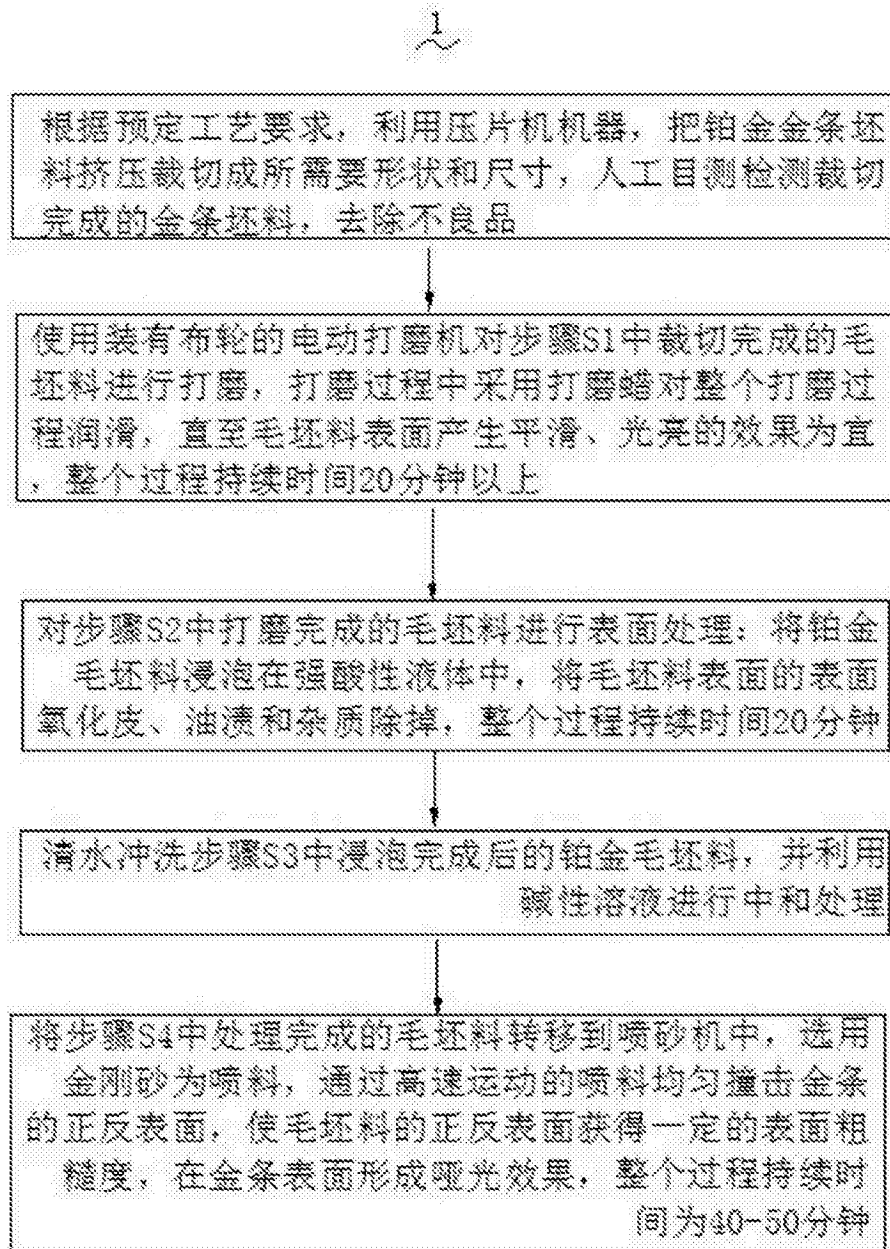 1
根据预定工艺要求，利用压片机机器，把铂金金条坯
料挤压裁切成所需要形状和尺寸，人工目测检测裁切
完成的金条坯料，去除不良品
使用装有布轮的电动打磨机对步骤S1中裁切完成的毛
坯料进行打磨，打磨过程中采用打磨蜡对整个打磨过
程润滑，直至毛坯料表面产生平滑、光亮的效果为宜
，整个过程持续时间20分钟以上
对步骤S2中打磨完成的毛坯料进行表面处理：将铂金
毛坯料浸泡在强酸性液体中，将毛坯料表面的表面
氧化皮、油渍和杂质除掉，整个过程持续时间20分钟
清水冲洗步骤S3中浸泡完成后的铂金毛坯料，并利用
碱性溶液进行中和处理
将步骤S4中处理完成的毛坯料转移到喷砂机中，选用
金刚砂为喷料，通过高速运动的喷料均匀撞击金条
的正反表面，使毛坯料的正反表面获得一定的表面粗
糙度，在金条表面形成哑光效果，整个过程持续时
间为40-50分钟